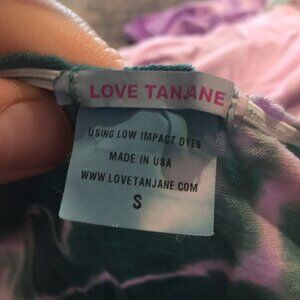 LOVE TANJANE
USING LOW IMPACT DYES
MADE IN USA
WWW.LOVETANJANE.COM
S